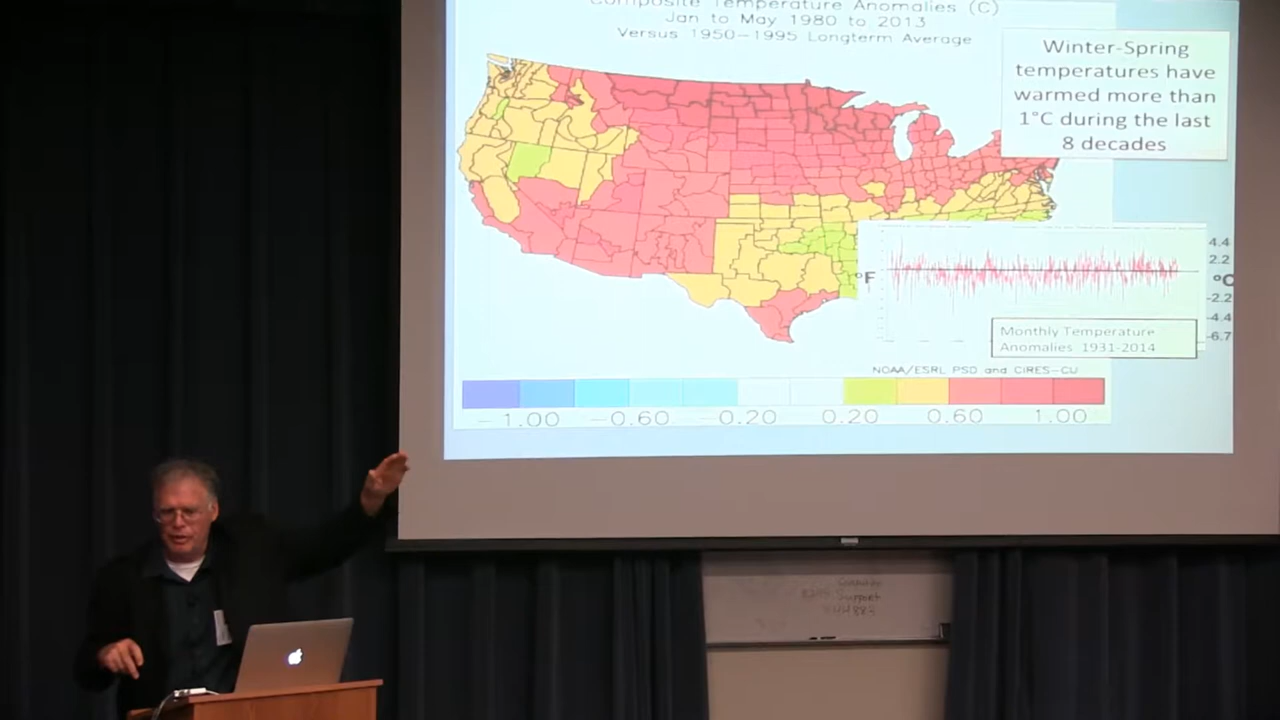 Composite Temperature Anomalies (C)
Jan to May 1980 to 2013
Versus 1950-1995 Longterm Average
Winter-Spring
temperatures have
warmed more than
1°C during the last
8 decades
4.4
2.2
°F
°C
-2.2
-4.4
-6.7
Monthly Temperature
Anomalies 1931-2014
NOAA/ESRL PSD and CIRES-CU
-1.00 -0.60 -0.20 0.20 0.60 1.00
Support